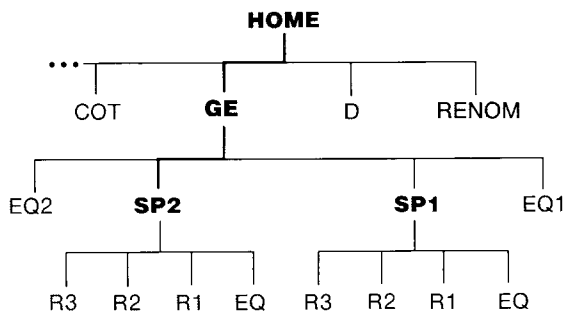 HOME
...
COT GE D RENOM
EQ2 SP2 SP1 EQ1
R3 R2 R1 EQ R3 R2 R1 EQ